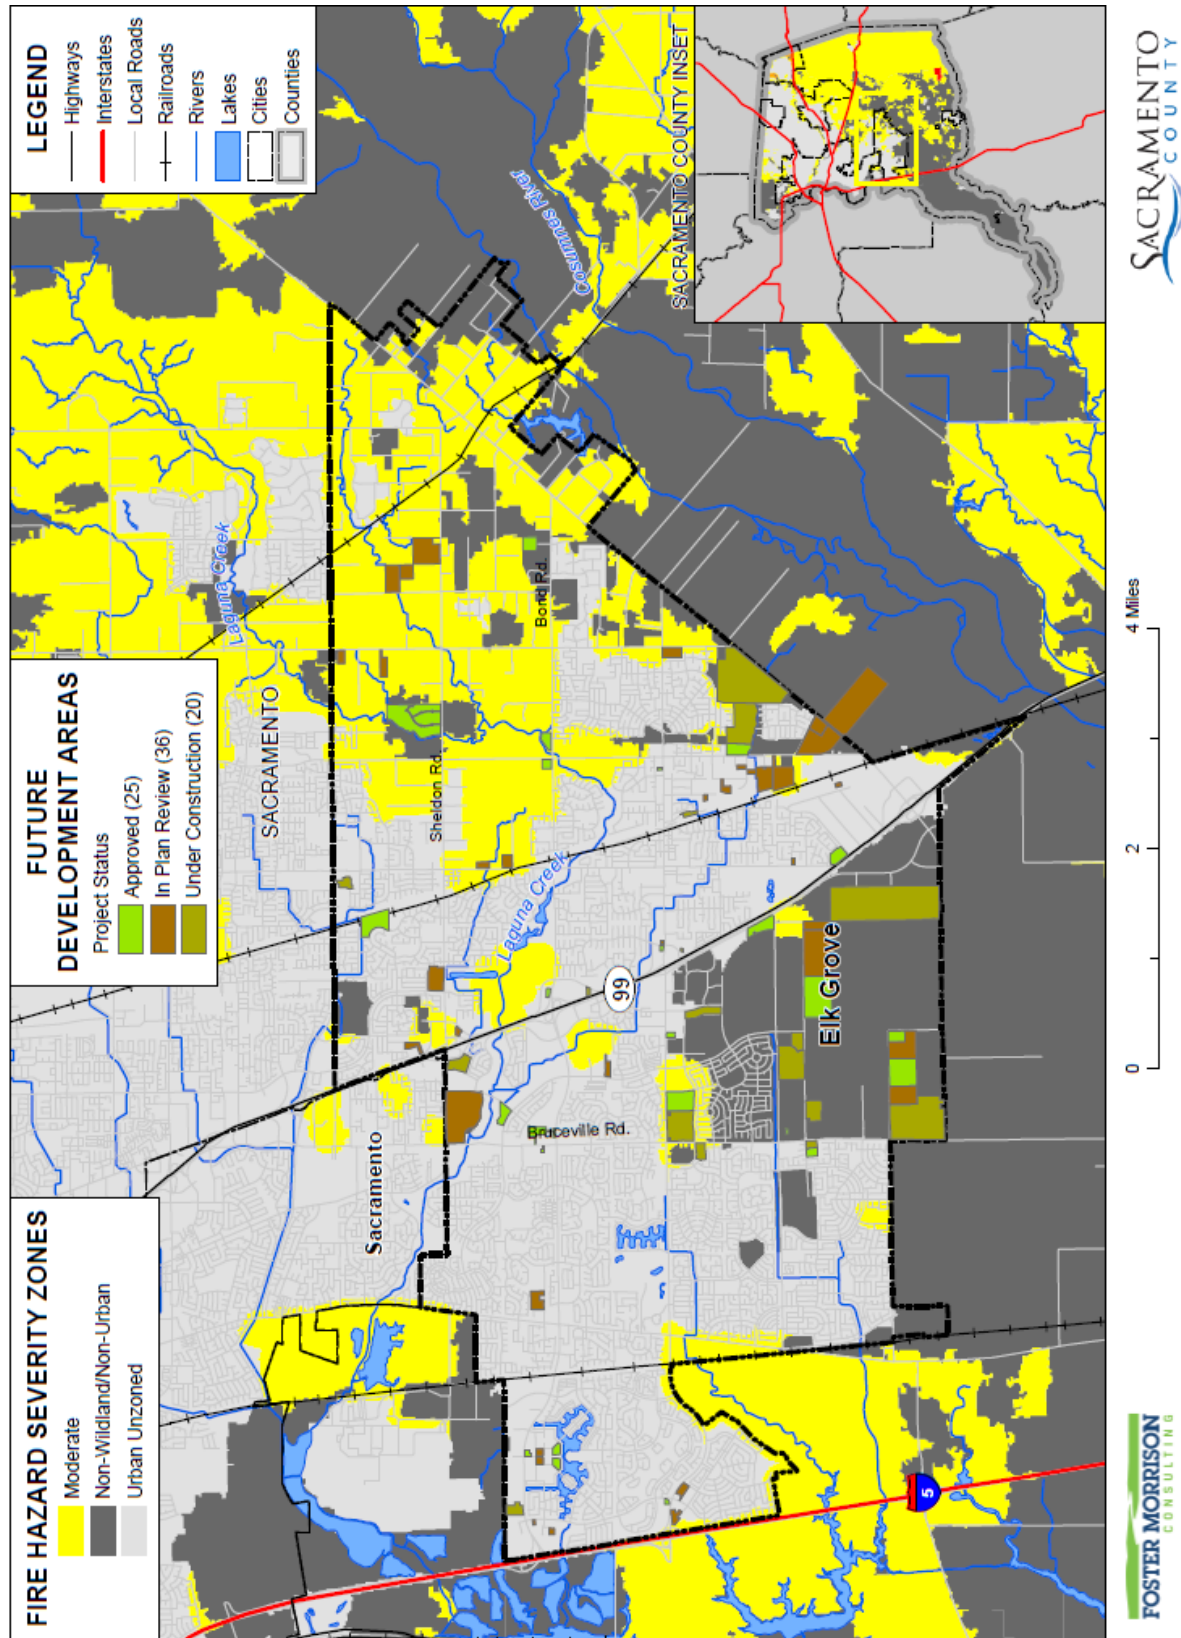 FIRE HAZARD SEVERITY ZONES
Moderate
Non-Wildland/Non-Urban
Urban Unzoned
FUTURE
DEVELOPMENT AREAS
Project Status
Approved (25)
In Plan Review (36)
Under Construction (20)
LEGEND
Highways
Interstates
Local Roads
Railroads
Rivers
Lakes
Cities
Counties
SACRAMENTO
Laguna Creek
Sacramento
Sheldon Rd.
Bond Rd.
Cosumnes River
Laguna Creek
Bruceville Rd.
99
Elk Grove
5
SACRAMENTO COUNTY INSET
0
2
4 Miles
FOSTER MORRISON
CONSULTING
SACRAMENTO
COUNTY